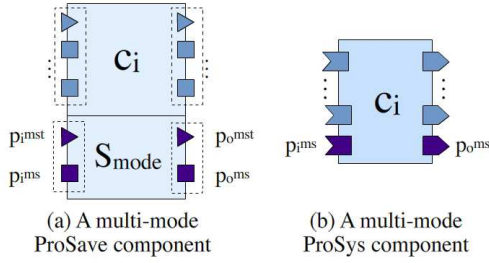 c_i
S_mode
p_i^mst
p_i^ms
p_o^mst
p_o^ms
(a) A multi-mode
ProSave component
c_i
p_i^ms
p_o^ms
(b) A multi-mode
ProSys component